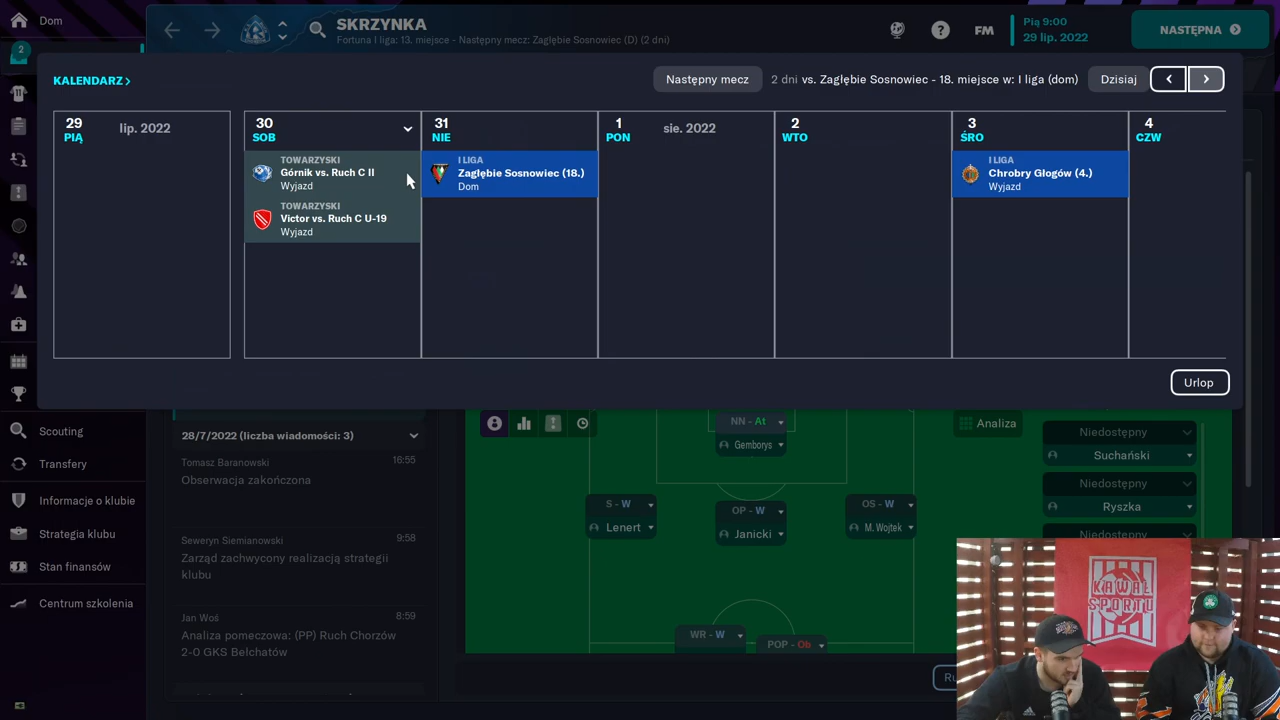 Dom
SKRZYNKA
Fortuna I liga: 13. miejsce - Następny mecz: Zagłębie Sosnowiec (D) (2 dni)
FM
Pią 9:00
29 lip. 2022
NASTĘPNA
2
KALENDARZ
Następny mecz
2 dni vs. Zagłębie Sosnowiec - 18. miejsce w: I liga (dom)
Dzisiaj
29
PIĄ
lip. 2022
30
SOB
31
NIE
1
PON
sie. 2022
2
WTO
3
ŚRO
4
CZW
TOWARZYSKI
Górnik vs. Ruch C II
Wyjazd
TOWARZYSKI
Victor vs. Ruch C U-19
Wyjazd
I LIGA
Zagłębie Sosnowiec (18.)
Dom
I LIGA
Chrobry Głogów (4.)
Wyjazd
Urlop
Scouting
Transfery
Informacje o klubie
Strategia klubu
Stan finansów
Centrum szkolenia
28/7/2022 (liczba wiadomości: 3)
Tomasz Baranowski
16:55
Obserwacja zakończona
Seweryn Siemianowski
9:58
Zarząd zachwycony realizacją strategii
klubu
Jan Woś
8:59
Analiza pomeczowa: (PP) Ruch Chorzów
2-0 GKS Bełchatów
NN - At
Gemborys
S - W
Lenert
OP - W
Janicki
OS - W
M. Wojtek
WR - W
POP - Ob
Analiza
Niedostępny
Suchański
Niedostępny
Ryszka
Niedostępny
KAWAŁ
SPORTU